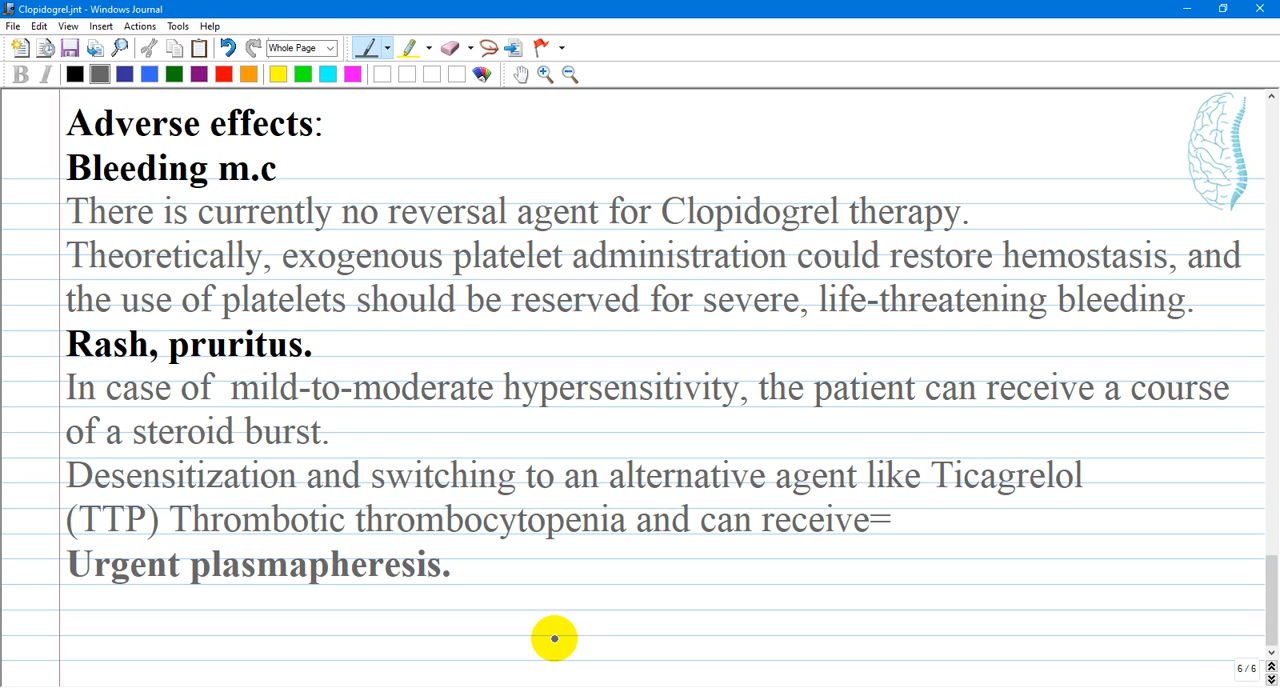 Clopidogrel.jnt - Windows Journal
File Edit View Insert Actions Tools Help
Whole Page
B I
Adverse effects:
Bleeding m.c
There is currently no reversal agent for Clopidogrel therapy.
Theoretically, exogenous platelet administration could restore hemostasis, and
the use of platelets should be reserved for severe, life-threatening bleeding.
Rash, pruritus.
In case of  mild-to-moderate hypersensitivity, the patient can receive a course
of a steroid burst.
Desensitization and switching to an alternative agent like Ticagrelol
(TTP) Thrombotic thrombocytopenia and can receive=
Urgent plasmapheresis.
6 / 6